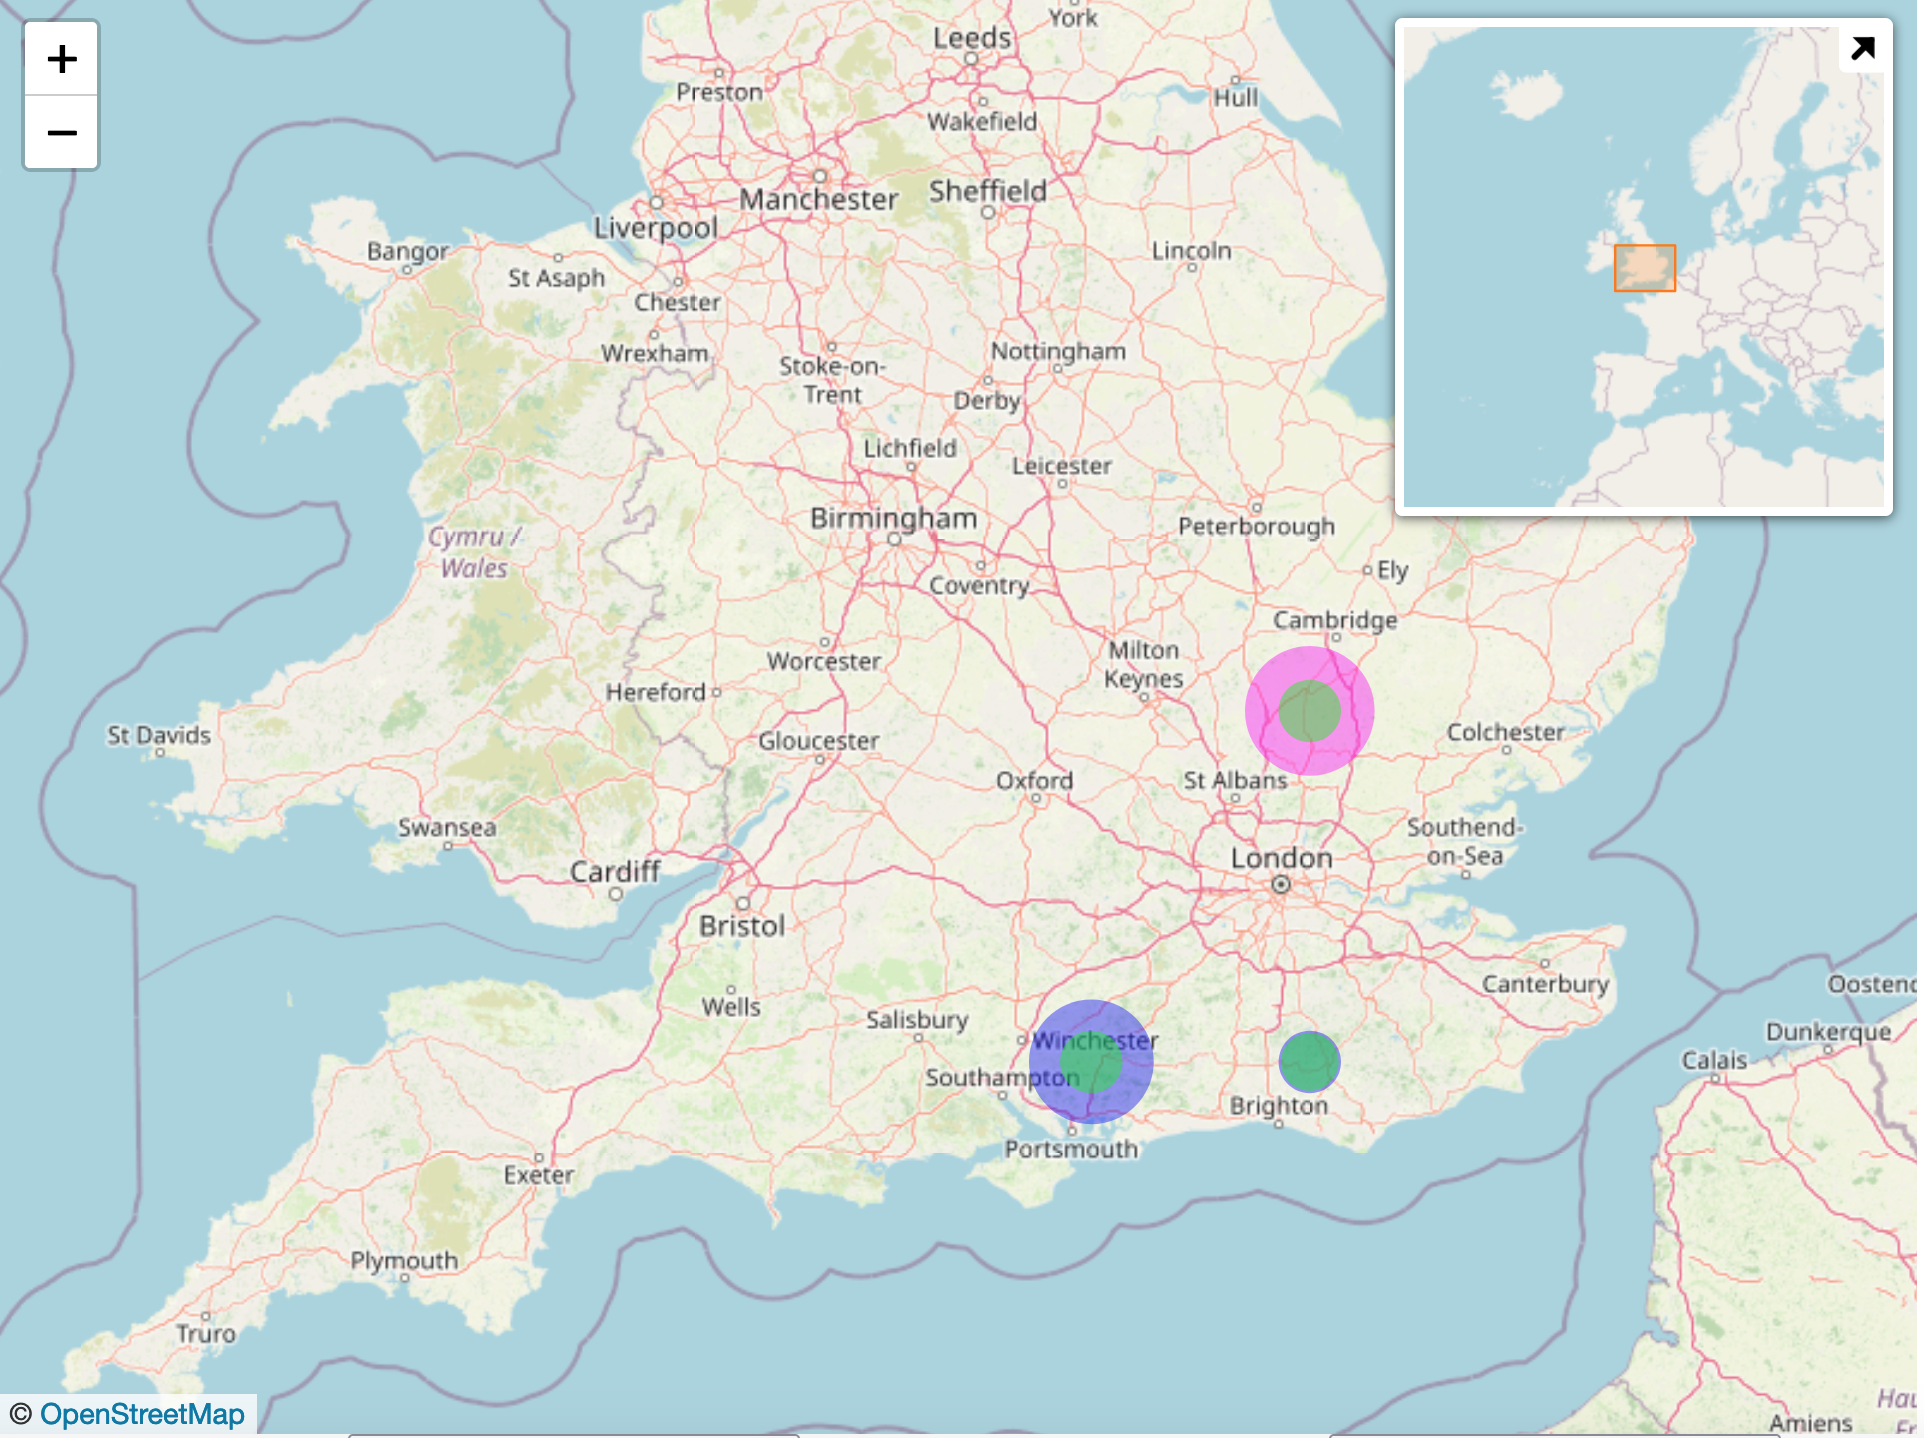 +
−
York
Leeds
Preston
Hull
Wakefield
Manchester
Sheffield
Liverpool
Bangor
St Asaph
Lincoln
Chester
Wrexham
Nottingham
Stoke-on-
Trent
Derby
Lichfield
Leicester
Birmingham
Peterborough
Cymru /
Wales
Coventry
Ely
Cambridge
Worcester
Milton
Keynes
Hereford
St Davids
Gloucester
Colchester
Oxford
St Albans
Swansea
Southend-
on-Sea
Cardiff
London
Bristol
Canterbury
Oostend
Wells
Salisbury
Winchester
Dunkerque
Calais
Southampton
Brighton
Portsmouth
Exeter
Plymouth
Truro
Hau
Fr
Amiens
© OpenStreetMap